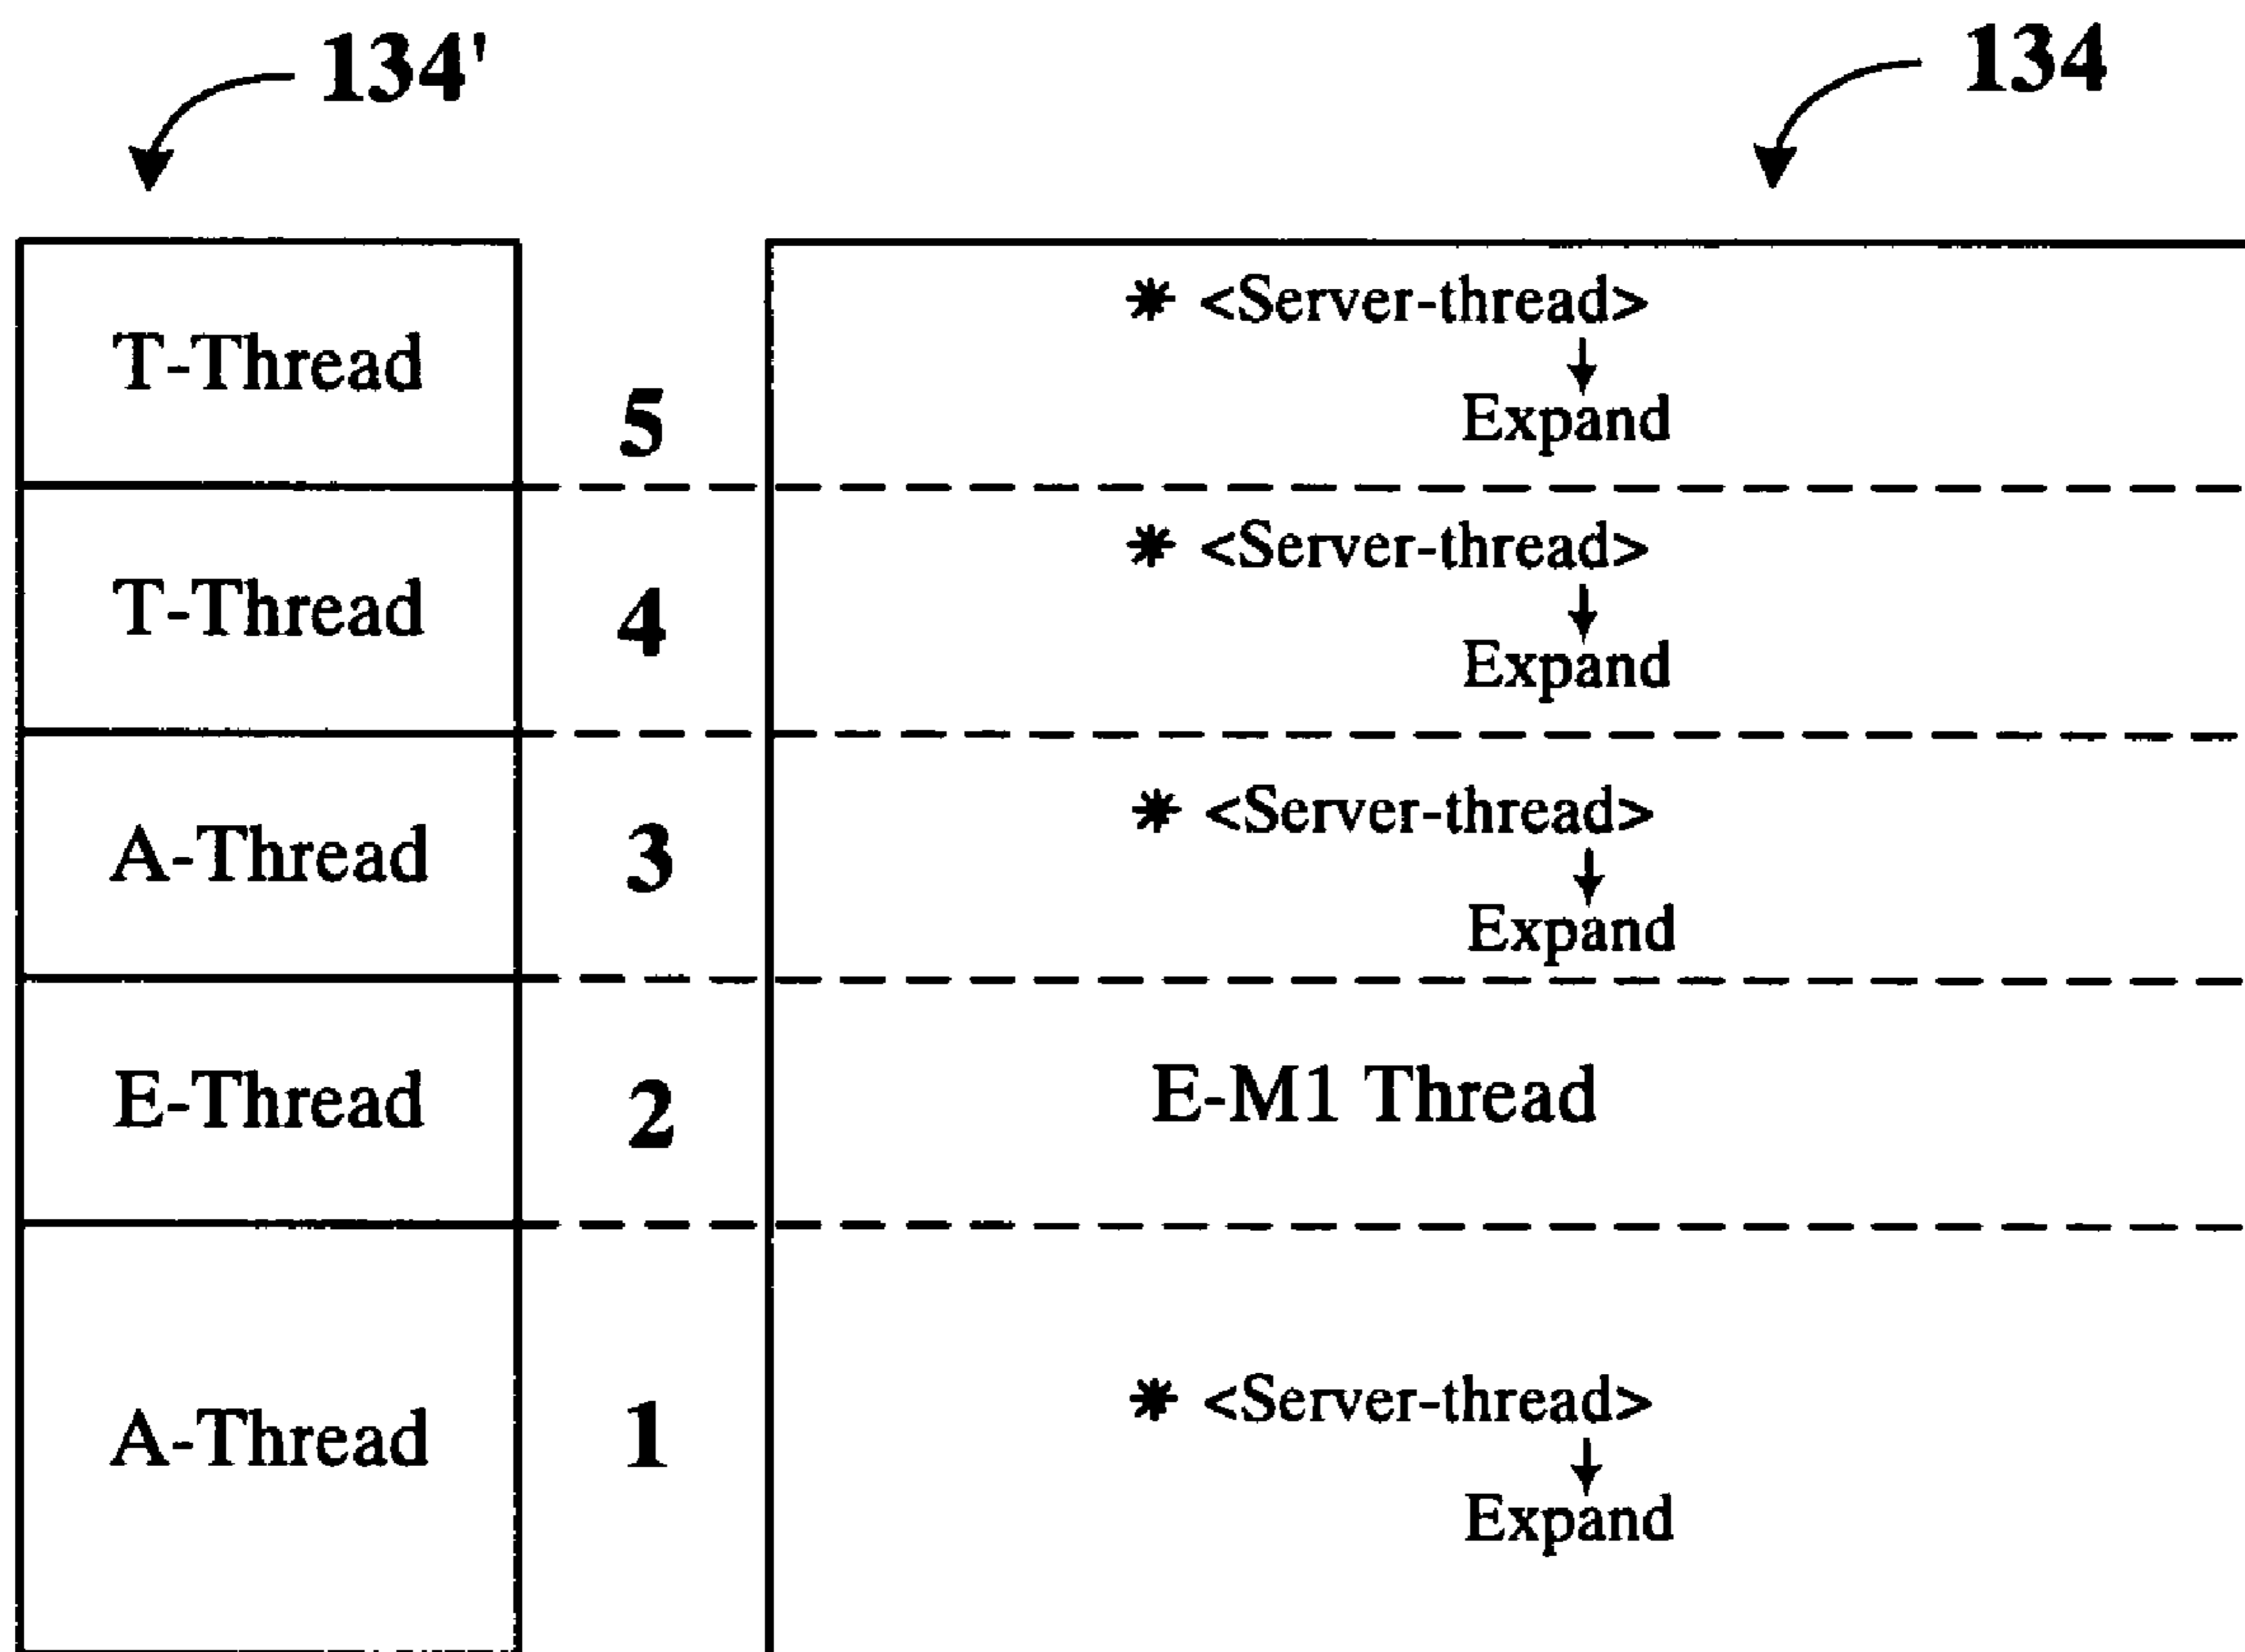 134' 134
T-Thread 5 * <Server-thread>
Expand
T-Thread 4 * <Server-thread>
Expand
A-Thread 3 * <Server-thread>
Expand
E-Thread 2 E-M1 Thread
A-Thread 1 * <Server-thread>
Expand